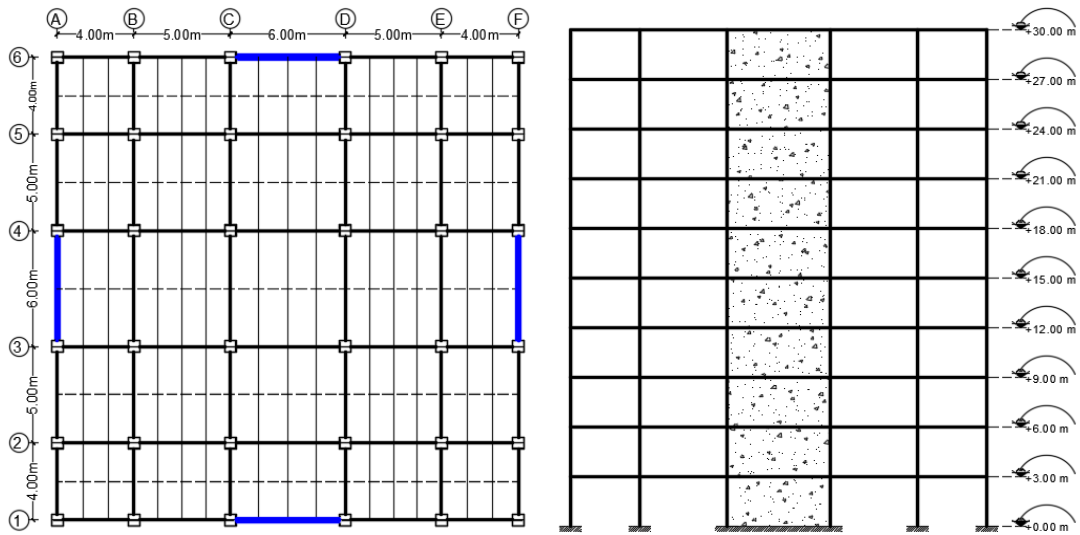 A B C D E F
4.00m 5.00m 6.00m 5.00m 4.00m
6
4.00m
5
5.00m
4
6.00m
3
5.00m
2
4.00m
1
+30.00 m
+27.00 m
+24.00 m
+21.00 m
+18.00 m
+15.00 m
+12.00 m
+9.00 m
+6.00 m
+3.00 m
+0.00 m